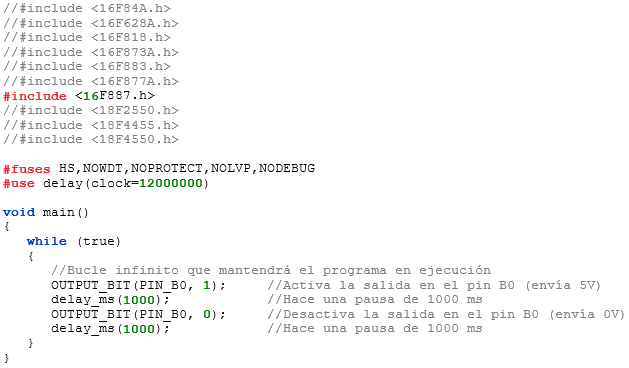 //#include <16F84A.h>
//#include <16F628A.h>
//#include <16F818.h>
//#include <16F873A.h>
//#include <16F883.h>
//#include <16F877A.h>
#include <16F887.h>
//#include <18F2550.h>
//#include <18F4455.h>
//#include <18F4550.h>
#fuses HS,NOWDT,NOPROTECT,NOLVP,NODEBUG
#use delay(clock=12000000)
void main()
{
while (true)
{
//Bucle infinito que mantendrá el programa en ejecución
OUTPUT_BIT(PIN_B0, 1); //Activa la salida en el pin B0 (envía 5V)
delay_ms(1000); //Hace una pausa de 1000 ms
OUTPUT_BIT(PIN_B0, 0); //Desactiva la salida en el pin B0 (envía 0V)
delay_ms(1000); //Hace una pausa de 1000 ms
}
}